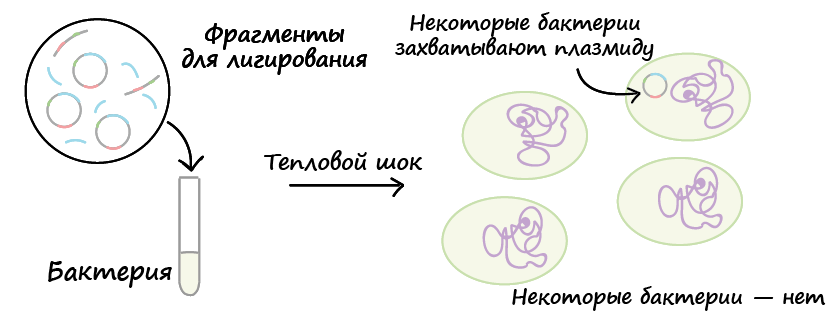 Фрагменты
для лигирования
Некоторые бактерии
захватывают плазмиду
Тепловой шок
Бактерия
Некоторые бактерии — нет